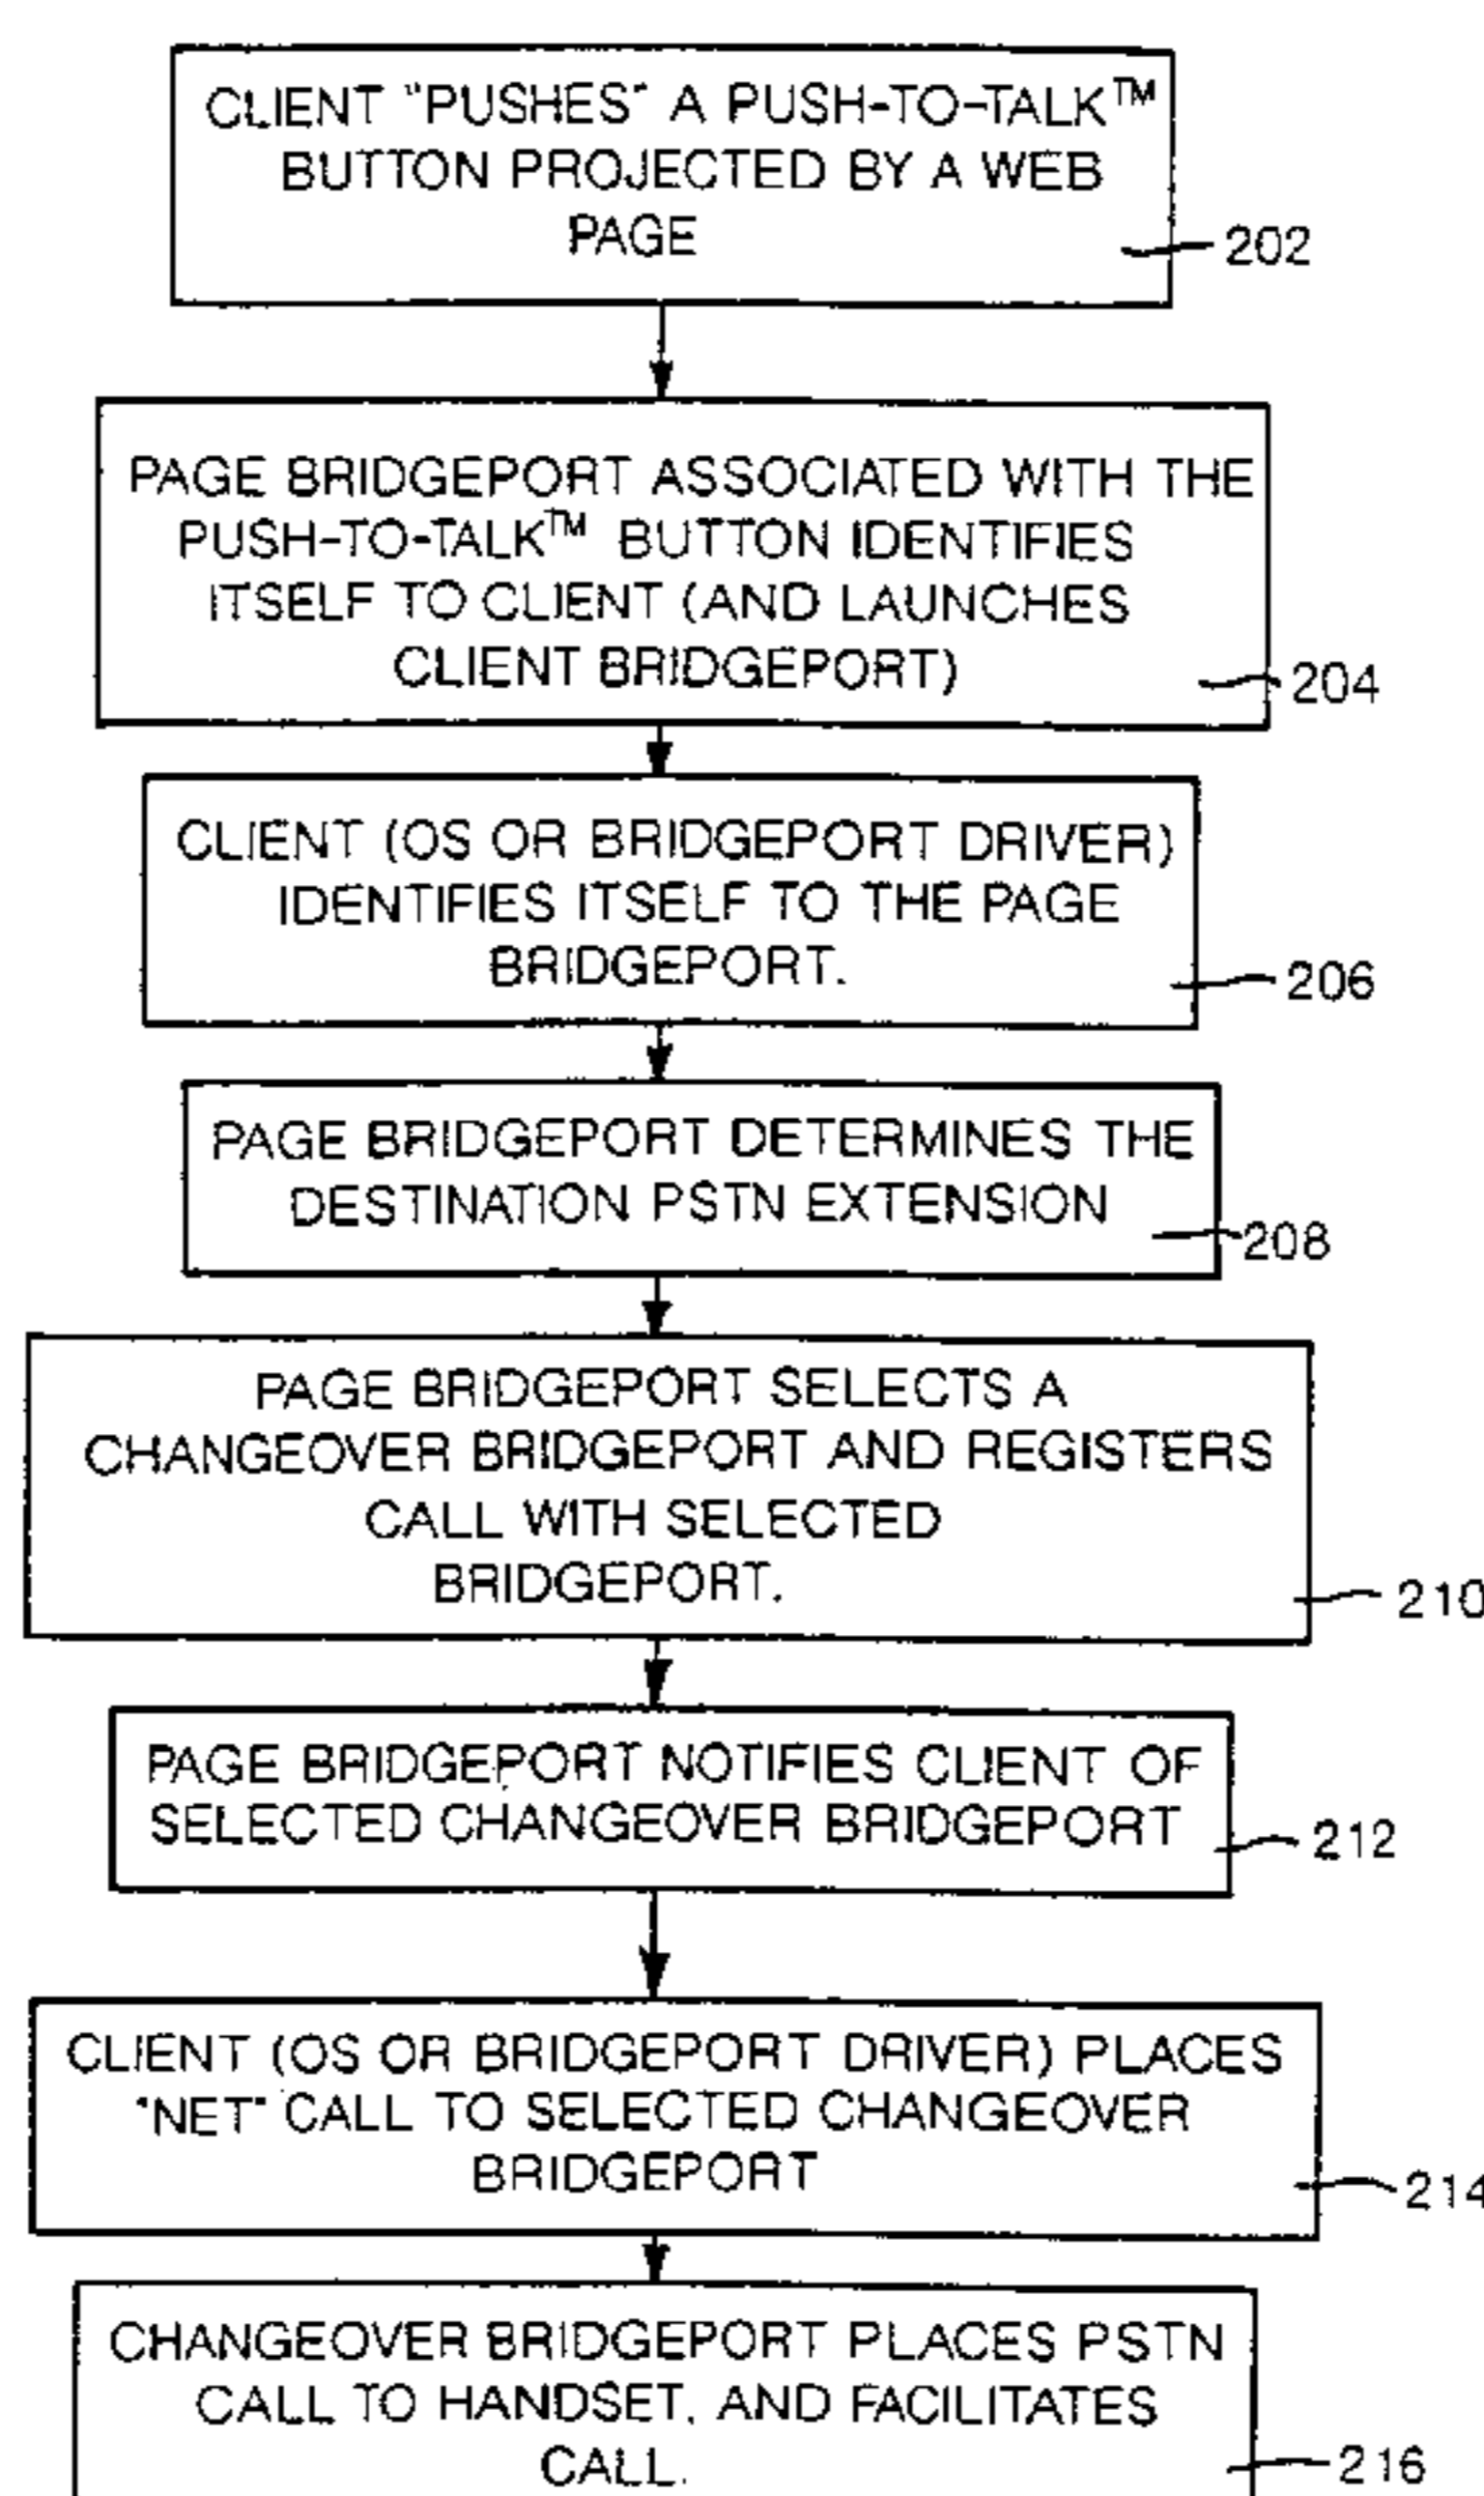 CLIENT "PUSHES" A PUSH-TO-TALK™
BUTTON PROJECTED BY A WEB
PAGE
202
PAGE BRIDGEPORT ASSOCIATED WITH THE
PUSH-TO-TALK™ BUTTON IDENTIFIES
ITSELF TO CLIENT (AND LAUNCHES
CLIENT BRIDGEPORT)
204
CLIENT (OS OR BRIDGEPORT DRIVER)
IDENTIFIES ITSELF TO THE PAGE
BRIDGEPORT.
206
PAGE BRIDGEPORT DETERMINES THE
DESTINATION PSTN EXTENSION
208
PAGE BRIDGEPORT SELECTS A
CHANGEOVER BRIDGEPORT AND REGISTERS
CALL WITH SELECTED
BRIDGEPORT.
210
PAGE BRIDGEPORT NOTIFIES CLIENT OF
SELECTED CHANGEOVER BRIDGEPORT
212
CLIENT (OS OR BRIDGEPORT DRIVER) PLACES
"NET" CALL TO SELECTED CHANGEOVER
BRIDGEPORT
214
CHANGEOVER BRIDGEPORT PLACES PSTN
CALL TO HANDSET, AND FACILITATES
CALL.
216